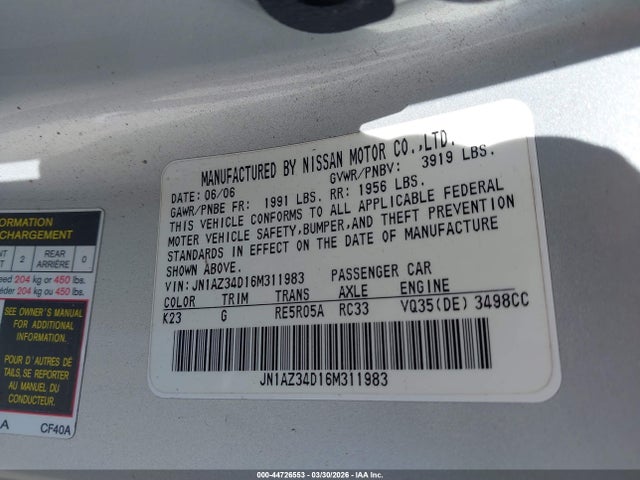 MANUFACTURED BY NISSAN MOTOR CO.,LTD.
DATE: 06/06 GVWR/PNBV: 3919 LBS.
GAWR/PNBE FR: 1991 LBS. RR: 1956 LBS.
THIS VEHICLE CONFORMS TO ALL APPLICABLE FEDERAL
MOTOR VEHICLE SAFETY,BUMPER,AND THEFT PREVENTION
STANDARDS IN EFFECT ON THE DATE OF MANUFACTURE
SHOWN ABOVE.
VIN: JN1AZ34D16M311983 PASSENGER CAR
COLOR TRIM TRANS AXLE ENGINE
K23 G RE5R05A RC33 VQ35(DE) 3498CC
JN1AZ34D16M311983
CHARGEMENT
2 REAR ARRIÈRE 0
204 kg or 450 lbs.
204 kg ou 450 lbs.
SEE OWNER'S MANUAL
FOR ADDITIONAL
INFORMATION.
POUR D'AUTRES DÉ
TAILS, SE REPORTER
AU MANUEL DU
CONDUCTEUR.
CF40A
000-44726553 - 03/30/2026 - IAA Inc.